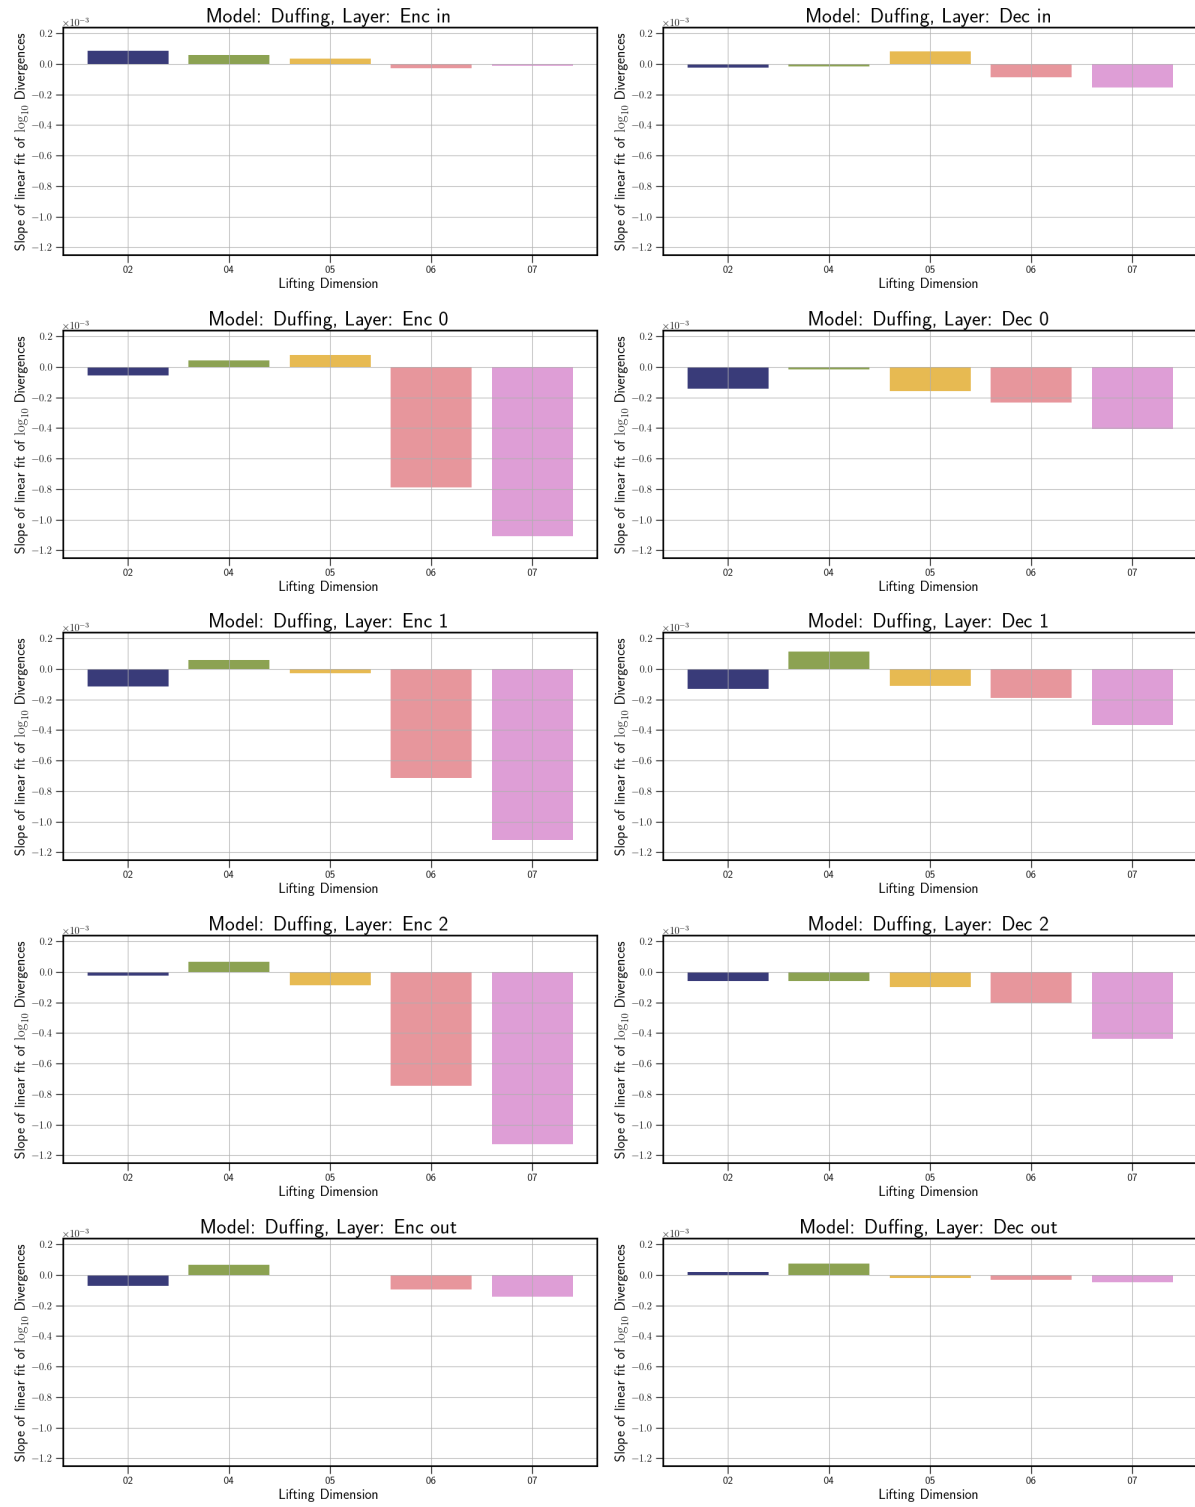 Model: Duffing, Layer: Enc in
×10⁻³
Slope of linear fit of log₁₀ Divergences
0.2
0.0
−0.2
−0.4
−0.6
−0.8
−1.0
−1.2
02 04 05 06 07
Lifting Dimension
Model: Duffing, Layer: Dec in
×10⁻³
Slope of linear fit of log₁₀ Divergences
0.2
0.0
−0.2
−0.4
−0.6
−0.8
−1.0
−1.2
02 04 05 06 07
Lifting Dimension
Model: Duffing, Layer: Enc 0
×10⁻³
Slope of linear fit of log₁₀ Divergences
0.2
0.0
−0.2
−0.4
−0.6
−0.8
−1.0
−1.2
02 04 05 06 07
Lifting Dimension
Model: Duffing, Layer: Dec 0
×10⁻³
Slope of linear fit of log₁₀ Divergences
0.2
0.0
−0.2
−0.4
−0.6
−0.8
−1.0
−1.2
02 04 05 06 07
Lifting Dimension
Model: Duffing, Layer: Enc 1
×10⁻³
Slope of linear fit of log₁₀ Divergences
0.2
0.0
−0.2
−0.4
−0.6
−0.8
−1.0
−1.2
02 04 05 06 07
Lifting Dimension
Model: Duffing, Layer: Dec 1
×10⁻³
Slope of linear fit of log₁₀ Divergences
0.2
0.0
−0.2
−0.4
−0.6
−0.8
−1.0
−1.2
02 04 05 06 07
Lifting Dimension
Model: Duffing, Layer: Enc 2
×10⁻³
Slope of linear fit of log₁₀ Divergences
0.2
0.0
−0.2
−0.4
−0.6
−0.8
−1.0
−1.2
02 04 05 06 07
Lifting Dimension
Model: Duffing, Layer: Dec 2
×10⁻³
Slope of linear fit of log₁₀ Divergences
0.2
0.0
−0.2
−0.4
−0.6
−0.8
−1.0
−1.2
02 04 05 06 07
Lifting Dimension
Model: Duffing, Layer: Enc out
×10⁻³
Slope of linear fit of log₁₀ Divergences
0.2
0.0
−0.2
−0.4
−0.6
−0.8
−1.0
−1.2
02 04 05 06 07
Lifting Dimension
Model: Duffing, Layer: Dec out
×10⁻³
Slope of linear fit of log₁₀ Divergences
0.2
0.0
−0.2
−0.4
−0.6
−0.8
−1.0
−1.2
02 04 05 06 07
Lifting Dimension